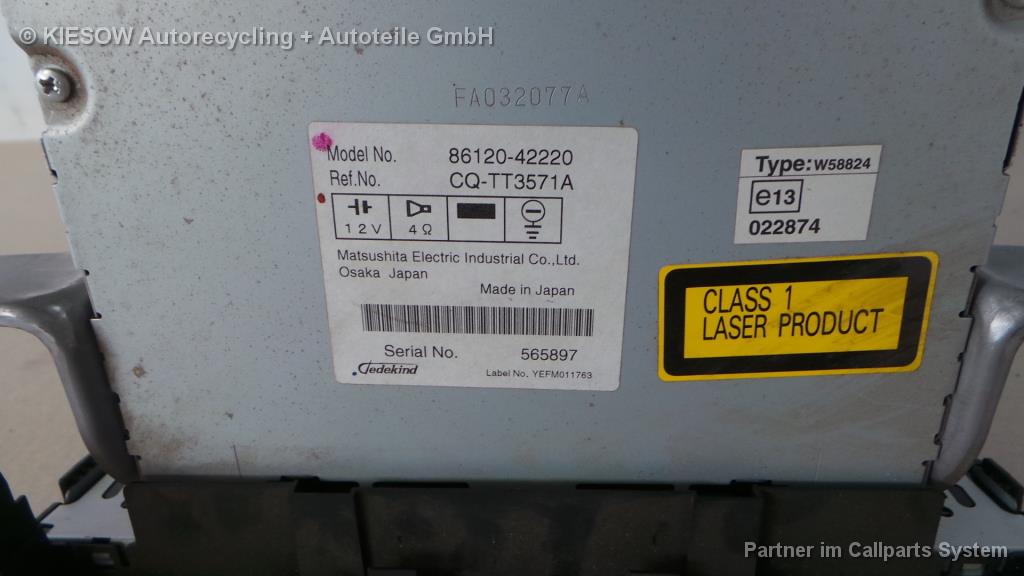 © KIESOW Autorecycling + Autoteile GmbH
FA032077A
Model No. 86120-42220
Ref.No. CQ-TT3571A
12V 4Ω
Matsushita Electric Industrial Co.,Ltd.
Osaka Japan
Made in Japan
Serial No. 565897
Dedekind
Label No. YEFM011763
Type: W58824
e13
022874
CLASS 1
LASER PRODUCT
Partner im Callparts System